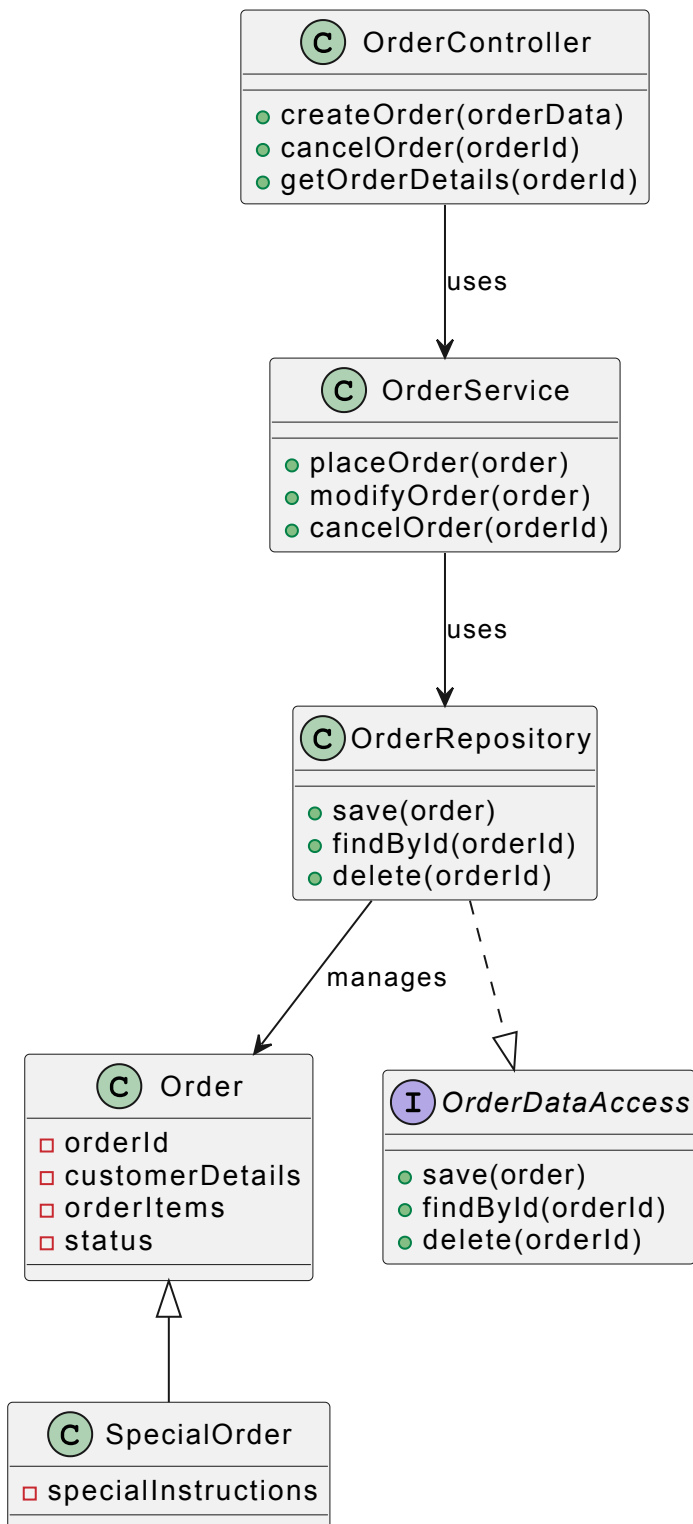 C OrderController
createOrder(orderData)
cancelOrder(orderId)
getOrderDetails(orderId)
uses
C OrderService
placeOrder(order)
modifyOrder(order)
cancelOrder(orderId)
uses
C OrderRepository
save(order)
findById(orderId)
delete(orderId)
manages
C Order
orderId
customerDetails
orderItems
status
I OrderDataAccess
save(order)
findById(orderId)
delete(orderId)
C SpecialOrder
specialInstructions